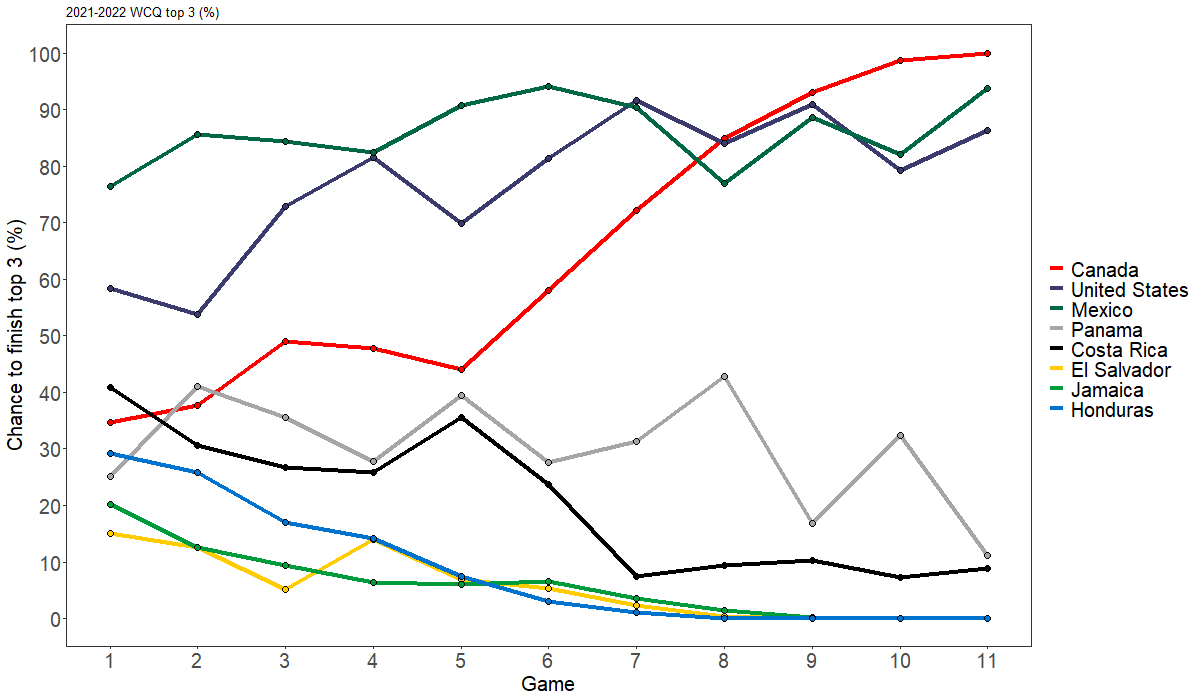 2021-2022 WCQ top 3 (%)
Chance to finish top 3 (%)
100
90
80
70
60
50
40
30
20
10
0
1 2 3 4 5 6 7 8 9 10 11
Game
Canada
United States
Mexico
Panama
Costa Rica
El Salvador
Jamaica
Honduras